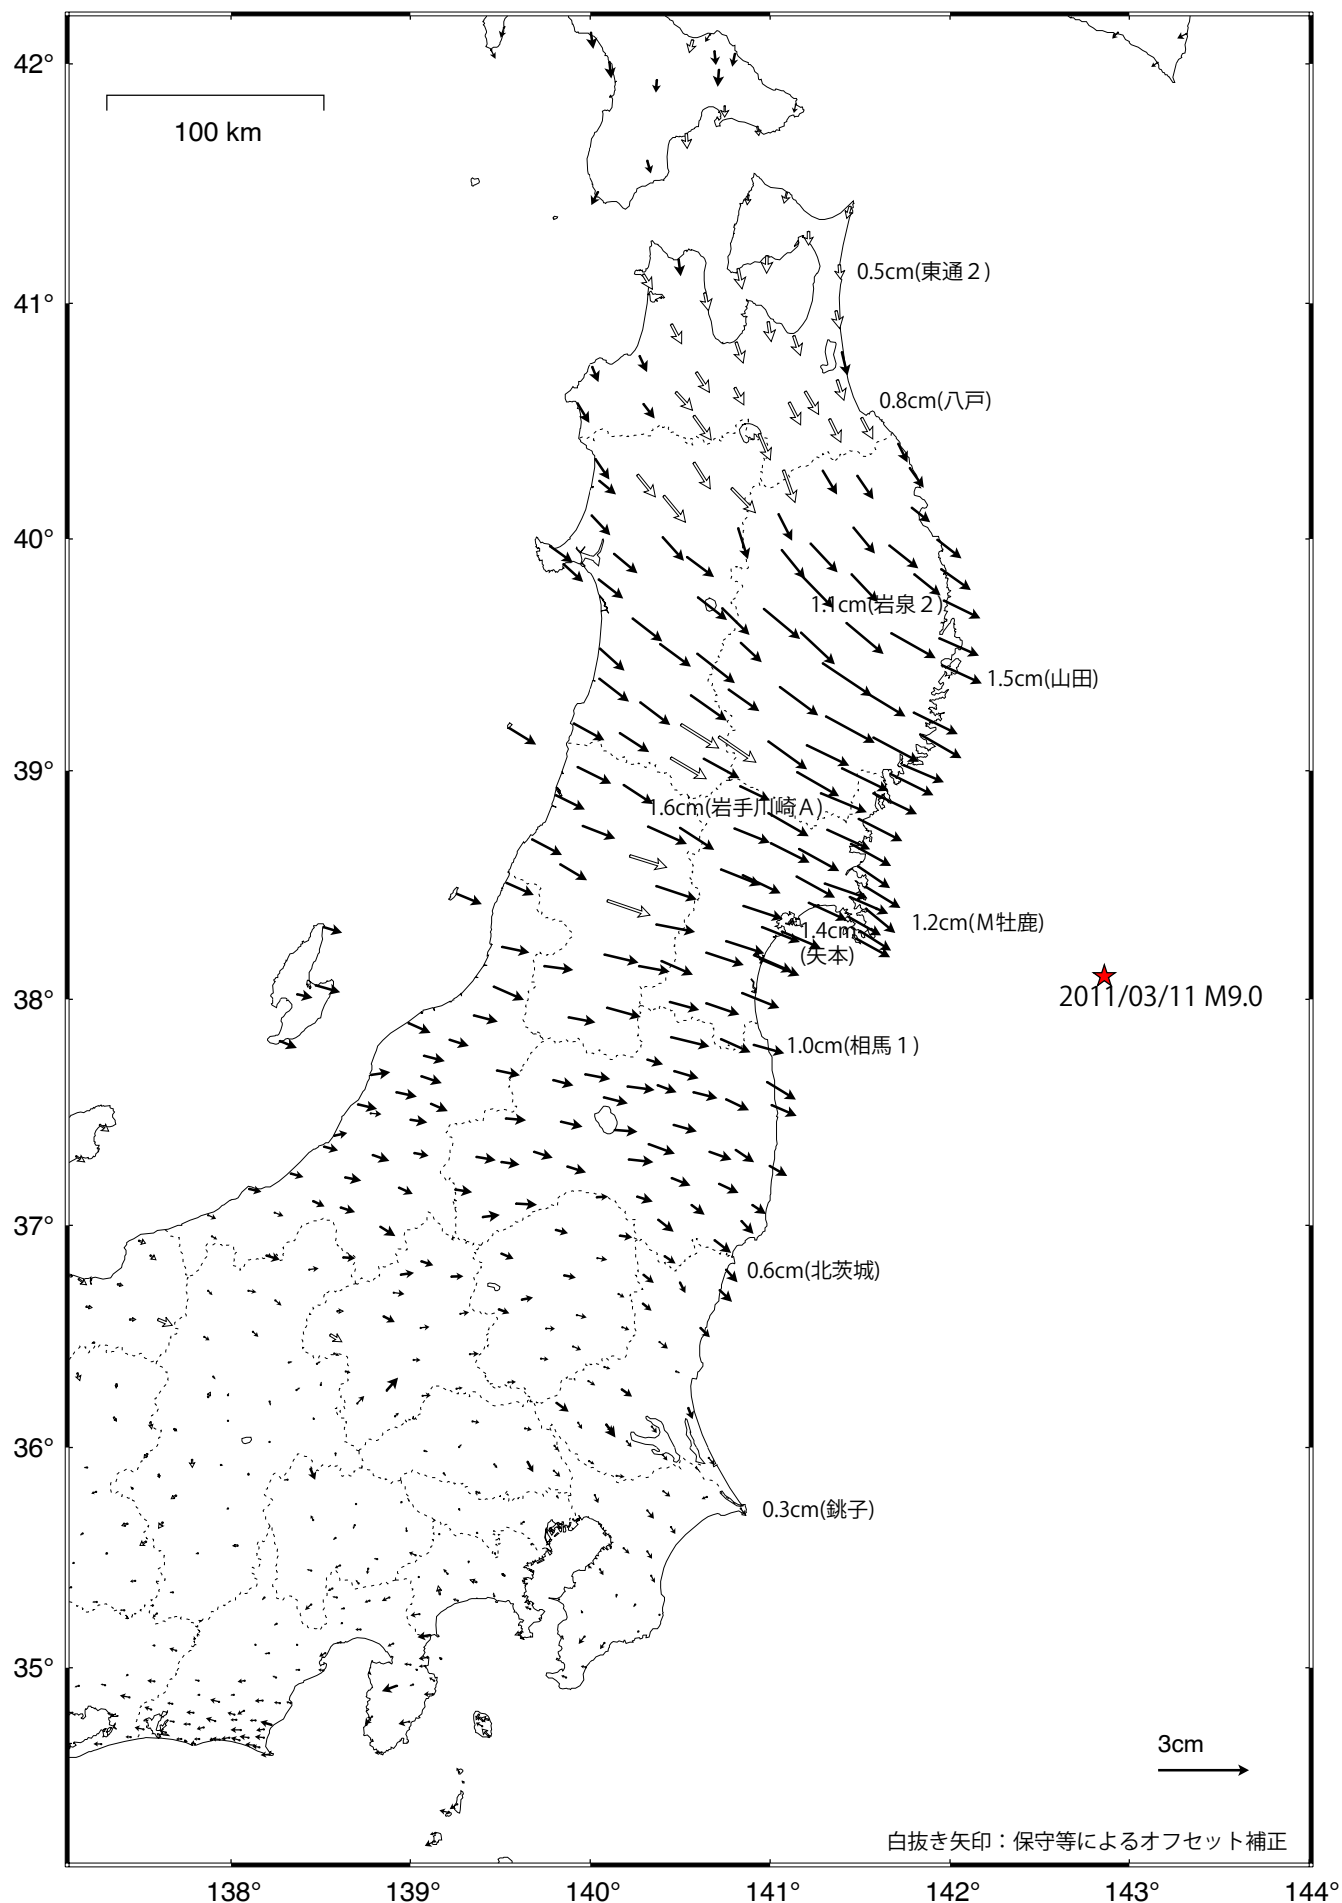 42°
100 km
0.5cm(東通２)
41°
0.8cm(八戸)
40°
1.1cm(岩泉２)
1.5cm(山田)
39°
1.6cm(岩手川崎Ａ)
1.2cm(Ｍ牡鹿)
1.4cm
(矢本)
38°
2011/03/11 M9.0
1.0cm(相馬１)
37°
0.6cm(北茨城)
36°
0.3cm(銚子)
35°
3cm
白抜き矢印：保守等によるオフセット補正
138°
139°
140°
141°
142°
143°
144°